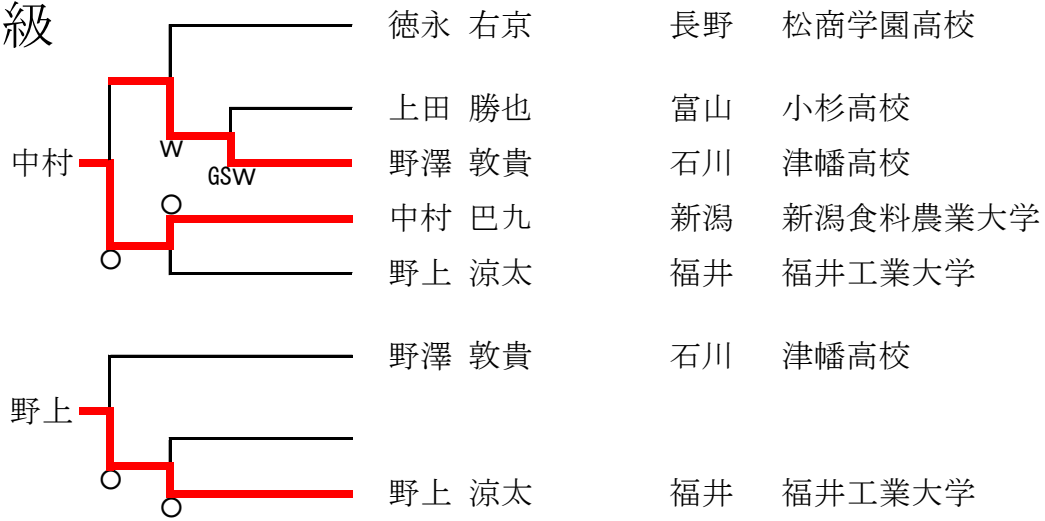 級
徳永 右京 長野 松商学園高校
上田 勝也 富山 小杉高校
中村
W
野澤 敦貴 石川 津幡高校
GSW
中村 巴九 新潟 新潟食料農業大学
野上 涼太 福井 福井工業大学
野澤 敦貴 石川 津幡高校
野上
野上 涼太 福井 福井工業大学